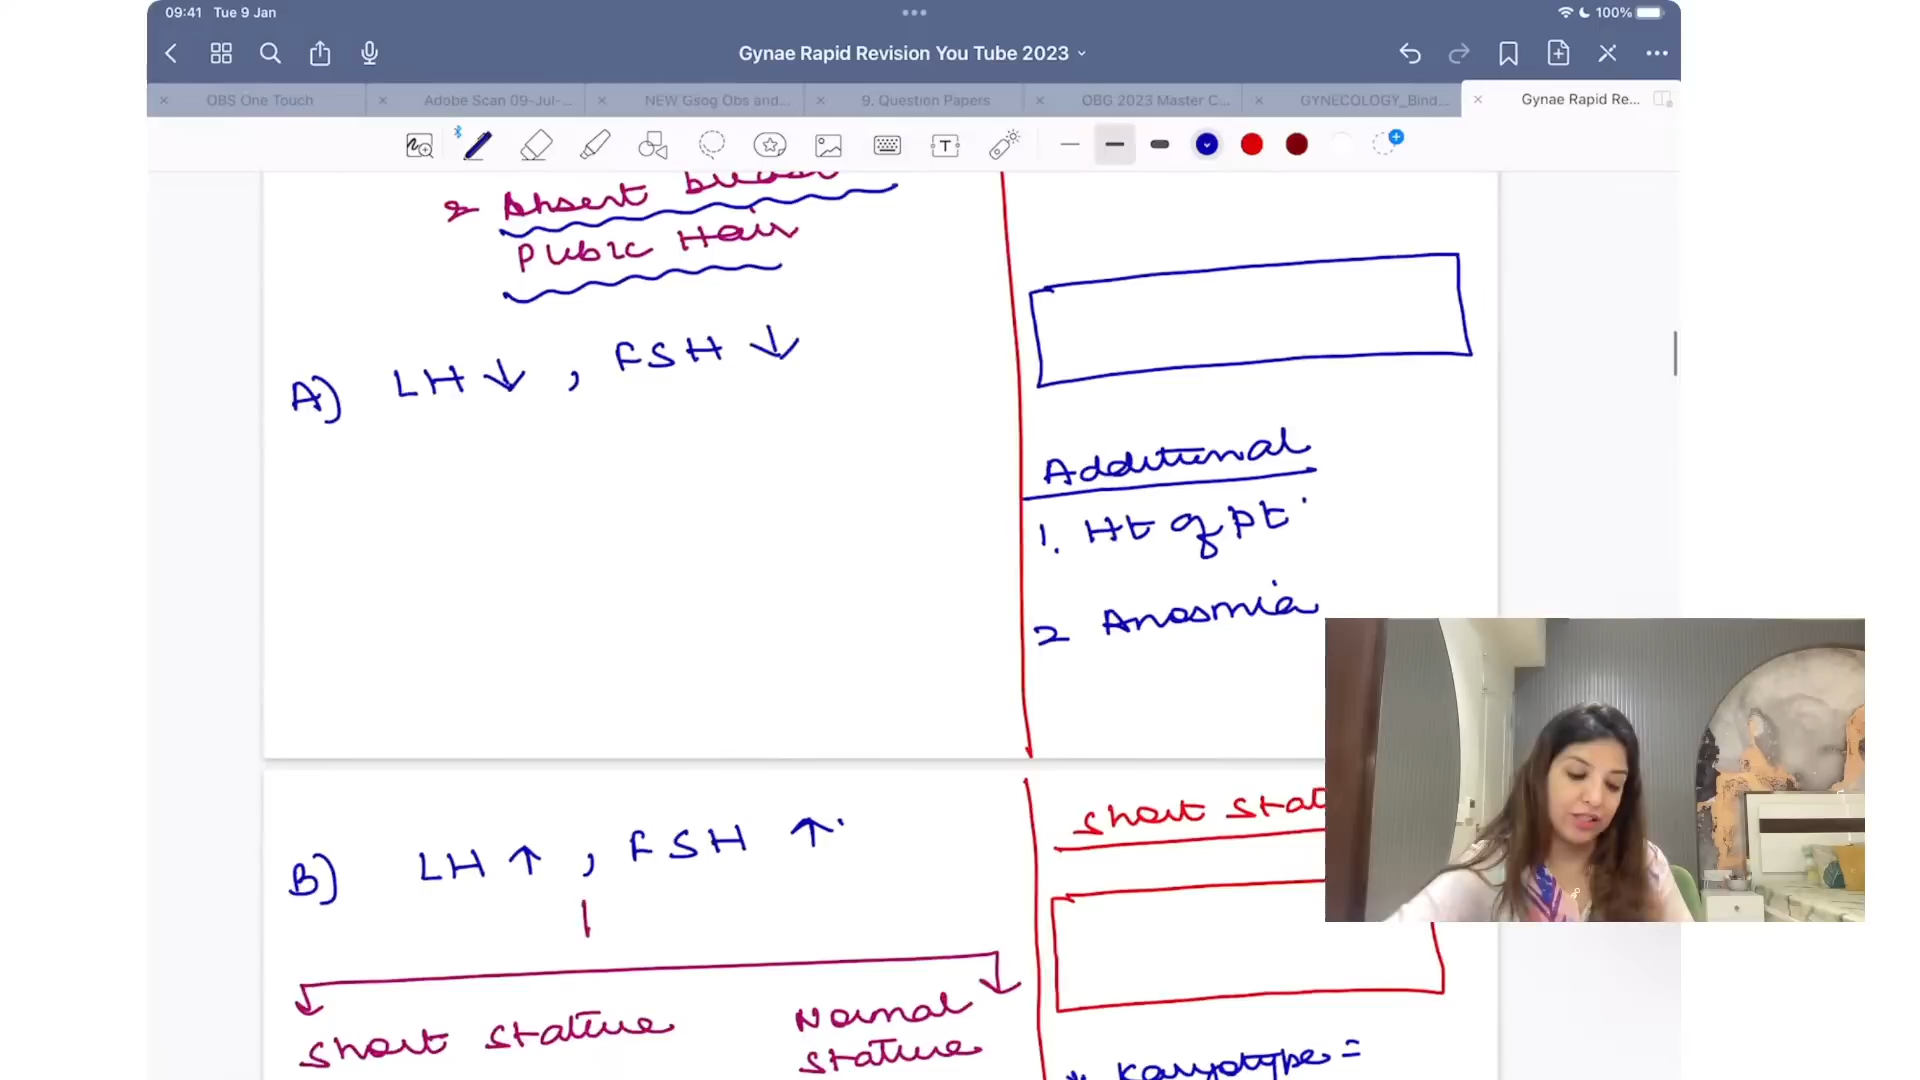 09:41 Tue 9 Jan
100%
Gynae Rapid Revision You Tube 2023
OBS One Touch
Adobe Scan 09-Jul-...
NEW Gsog Obs and...
9. Question Papers
OBG 2023 Master C...
GYNECOLOGY_Bind...
Gynae Rapid Re...
& Absent
Pubic Hair
A) LH ↓ , FSH ↓
Additional
1. Ht of pt
2 Anosmia
B) LH ↑ , FSH ↑
Short stature
Normal
stature
Short Stat
* Karyotype =